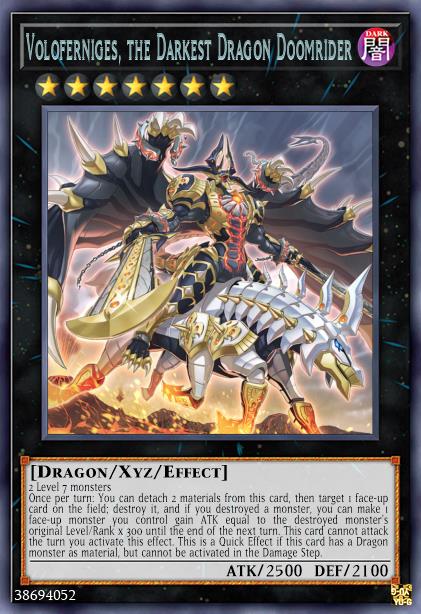 Voloferniges, the Darkest Dragon Doomrider
DARK
闇
[Dragon/Xyz/Effect]
2 Level 7 monsters
Once per turn: You can detach 2 materials from this card, then target 1 face-up
card on the field; destroy it, and if you destroyed a monster, you can make 1
face-up monster you control gain ATK equal to the destroyed monster's
original Level/Rank x 300 until the end of the next turn. This card cannot attack
the turn you activate this effect. This is a Quick Effect if this card has a Dragon
monster as material, but cannot be activated in the Damage Step.
ATK/2500 DEF/2100
38694052